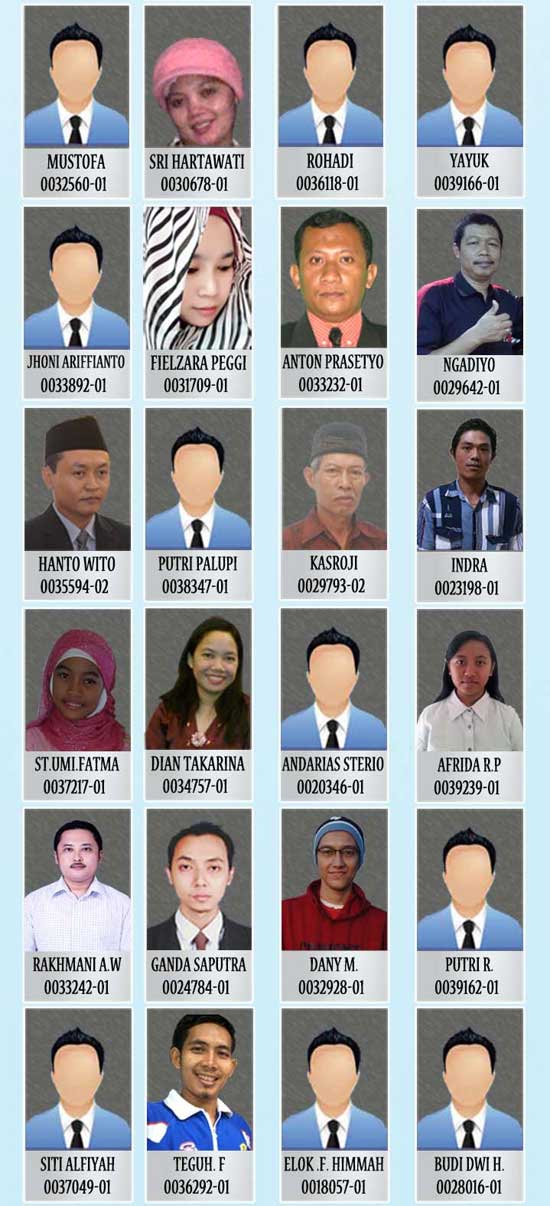 MUSTOFA
0032560-01
SRI HARTAWATI
0030678-01
ROHADI
0036118-01
YAYUK
0039166-01
JHONI ARIFFIANTO
0033892-01
FIELZARA PEGGI
0031709-01
ANTON PRASETYO
0033232-01
NGADIYO
0029642-01
HANTO WITO
0035594-02
PUTRI PALUPI
0038347-01
KASROJI
0029793-02
INDRA
0023198-01
ST.UMI.FATMA
0037217-01
DIAN TAKARINA
0034757-01
ANDARIAS STERIO
0020346-01
AFRIDA R.P
0039239-01
RAKHMANI A.W
0033242-01
GANDA SAPUTRA
0024784-01
DANY M.
0032928-01
PUTRI R.
0039162-01
SITI ALFIYAH
0037049-01
TEGUH. F
0036292-01
ELOK .F. HIMMAH
0018057-01
BUDI DWI H.
0028016-01